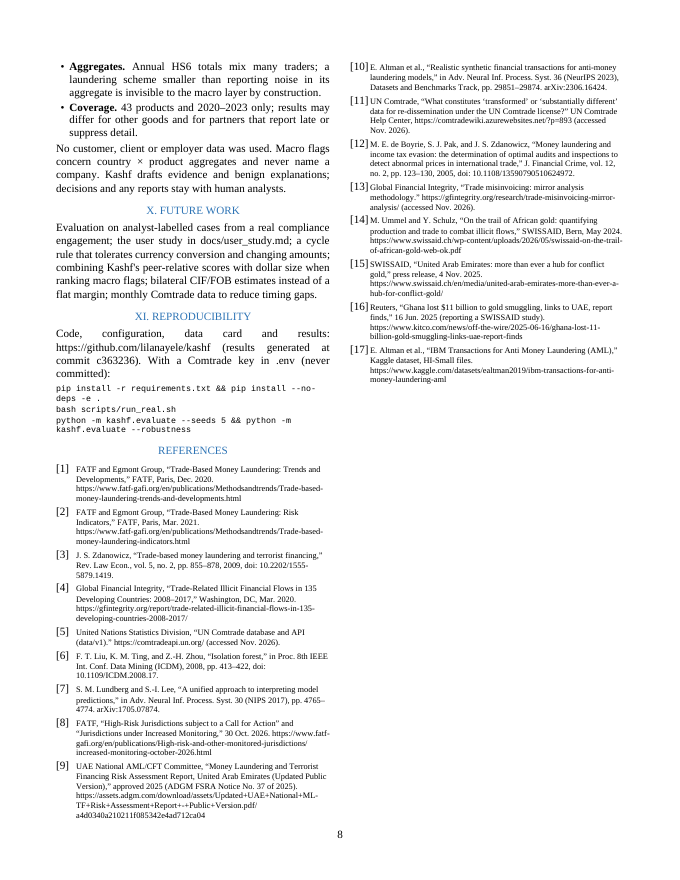 • Aggregates. Annual HS6 totals mix many traders; a
laundering scheme smaller than reporting noise in its
aggregate is invisible to the macro layer by construction.
• Coverage. 43 products and 2020–2023 only; results may
differ for other goods and for partners that report late or
suppress detail.
No customer, client or employer data was used. Macro flags
concern country × product aggregates and never name a
company. Kashf drafts evidence and benign explanations;
decisions and any reports stay with human analysts.
X. FUTURE WORK
Evaluation on analyst-labelled cases from a real compliance
engagement; the user study in docs/user_study.md; a cycle
rule that tolerates currency conversion and changing amounts;
combining Kashf's peer-relative scores with dollar size when
ranking macro flags; bilateral CIF/FOB estimates instead of a
flat margin; monthly Comtrade data to reduce timing gaps.
XI. REPRODUCIBILITY
Code, configuration, data card and results:
https://github.com/lilanayele/kashf (results generated at
commit c363236). With a Comtrade key in .env (never
committed):
pip install -r requirements.txt && pip install --no-
deps -e .
bash scripts/run_real.sh
python -m kashf.evaluate --seeds 5 && python -m
kashf.evaluate --robustness
REFERENCES
[1] FATF and Egmont Group, “Trade-Based Money Laundering: Trends and
Developments,” FATF, Paris, Dec. 2020.
https://www.fatf-gafi.org/en/publications/Methodsandtrends/Trade-based-
money-laundering-trends-and-developments.html
[2] FATF and Egmont Group, “Trade-Based Money Laundering: Risk
Indicators,” FATF, Paris, Mar. 2021.
https://www.fatf-gafi.org/en/publications/Methodsandtrends/Trade-based-
money-laundering-indicators.html
[3] J. S. Zdanowicz, “Trade-based money laundering and terrorist financing,”
Rev. Law Econ., vol. 5, no. 2, pp. 855–878, 2009, doi: 10.2202/1555-
5879.1419.
[4] Global Financial Integrity, “Trade-Related Illicit Financial Flows in 135
Developing Countries: 2008–2017,” Washington, DC, Mar. 2020.
https://gfintegrity.org/report/trade-related-illicit-financial-flows-in-135-
developing-countries-2008-2017/
[5] United Nations Statistics Division, “UN Comtrade database and API
(data/v1).” https://comtradeapi.un.org/ (accessed Nov. 2026).
[6] F. T. Liu, K. M. Ting, and Z.-H. Zhou, “Isolation forest,” in Proc. 8th IEEE
Int. Conf. Data Mining (ICDM), 2008, pp. 413–422, doi:
10.1109/ICDM.2008.17.
[7] S. M. Lundberg and S.-I. Lee, “A unified approach to interpreting model
predictions,” in Adv. Neural Inf. Process. Syst. 30 (NIPS 2017), pp. 4765–
4774. arXiv:1705.07874.
[8] FATF, “High-Risk Jurisdictions subject to a Call for Action” and
“Jurisdictions under Increased Monitoring,” 30 Oct. 2026. https://www.fatf-
gafi.org/en/publications/High-risk-and-other-monitored-jurisdictions/
increased-monitoring-october-2026.html
[9] UAE National AML/CFT Committee, “Money Laundering and Terrorist
Financing Risk Assessment Report, United Arab Emirates (Updated Public
Version),” approved 2025 (ADGM FSRA Notice No. 37 of 2025).
https://assets.adgm.com/download/assets/Updated+UAE+National+ML-
TF+Risk+Assessment+Report+-+Public+Version.pdf/
a4d0340a210211f085342e4ad712ca04
[10] E. Altman et al., “Realistic synthetic financial transactions for anti-money
laundering models,” in Adv. Neural Inf. Process. Syst. 36 (NeurIPS 2023),
Datasets and Benchmarks Track, pp. 29851–29874. arXiv:2306.16424.
[11] UN Comtrade, “What constitutes ‘transformed’ or ‘substantially different’
data for re-dissemination under the UN Comtrade license?” UN Comtrade
Help Center, https://comtradewiki.azurewebsites.net/?p=893 (accessed
Nov. 2026).
[12] M. E. de Boyrie, S. J. Pak, and J. S. Zdanowicz, “Money laundering and
income tax evasion: the determination of optimal audits and inspections to
detect abnormal prices in international trade,” J. Financial Crime, vol. 12,
no. 2, pp. 123–130, 2005, doi: 10.1108/13590790510624972.
[13] Global Financial Integrity, “Trade misinvoicing: mirror analysis
methodology.” https://gfintegrity.org/research/trade-misinvoicing-mirror-
analysis/ (accessed Nov. 2026).
[14] M. Ummel and Y. Schulz, “On the trail of African gold: quantifying
production and trade to combat illicit flows,” SWISSAID, Bern, May 2024.
https://www.swissaid.ch/wp-content/uploads/2026/05/swissaid-on-the-trail-
of-african-gold-web-ok.pdf
[15] SWISSAID, “United Arab Emirates: more than ever a hub for conflict
gold,” press release, 4 Nov. 2025.
https://www.swissaid.ch/en/media/united-arab-emirates-more-than-ever-a-
hub-for-conflict-gold/
[16] Reuters, “Ghana lost $11 billion to gold smuggling, links to UAE, report
finds,” 16 Jun. 2025 (reporting a SWISSAID study).
https://www.kitco.com/news/off-the-wire/2025-06-16/ghana-lost-11-
billion-gold-smuggling-links-uae-report-finds
[17] E. Altman et al., “IBM Transactions for Anti Money Laundering (AML),”
Kaggle dataset, HI-Small files.
https://www.kaggle.com/datasets/ealtman2019/ibm-transactions-for-anti-
money-laundering-aml
8